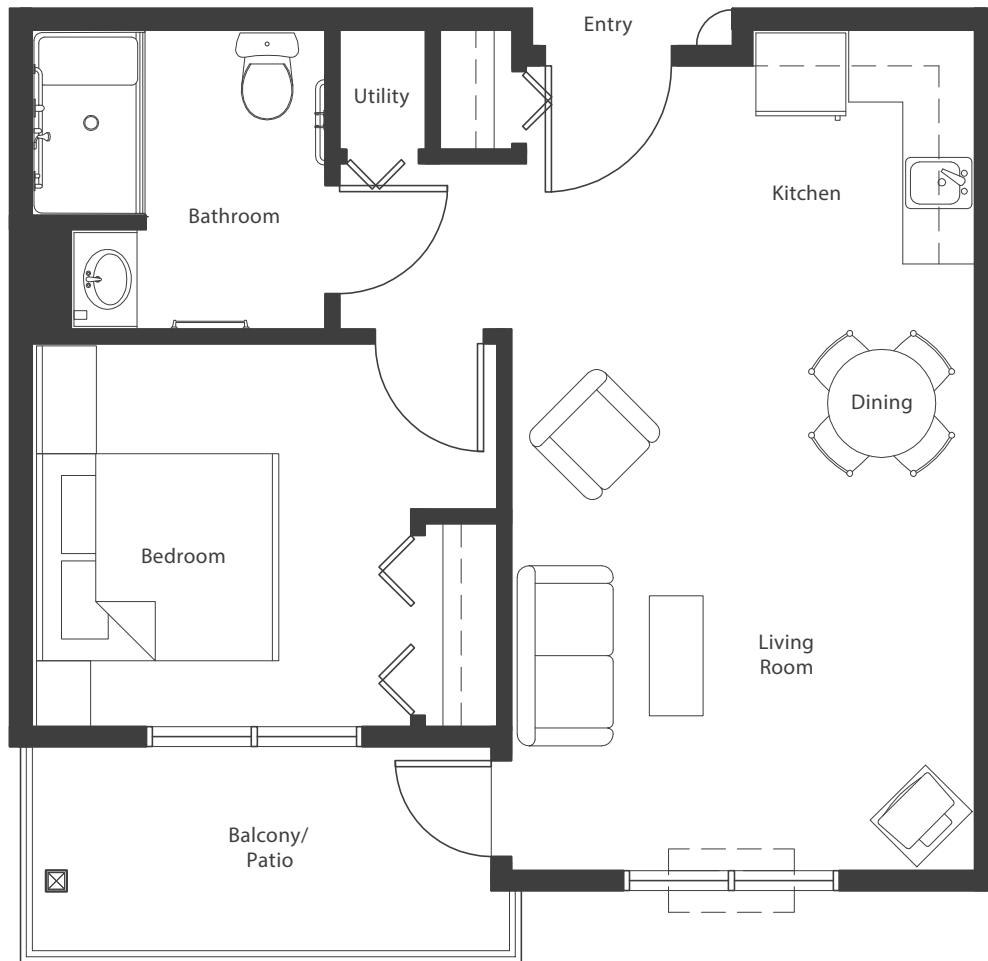 Entry
Utility
Kitchen
Bathroom
Dining
Bedroom
Living
Room
Balcony/
Patio